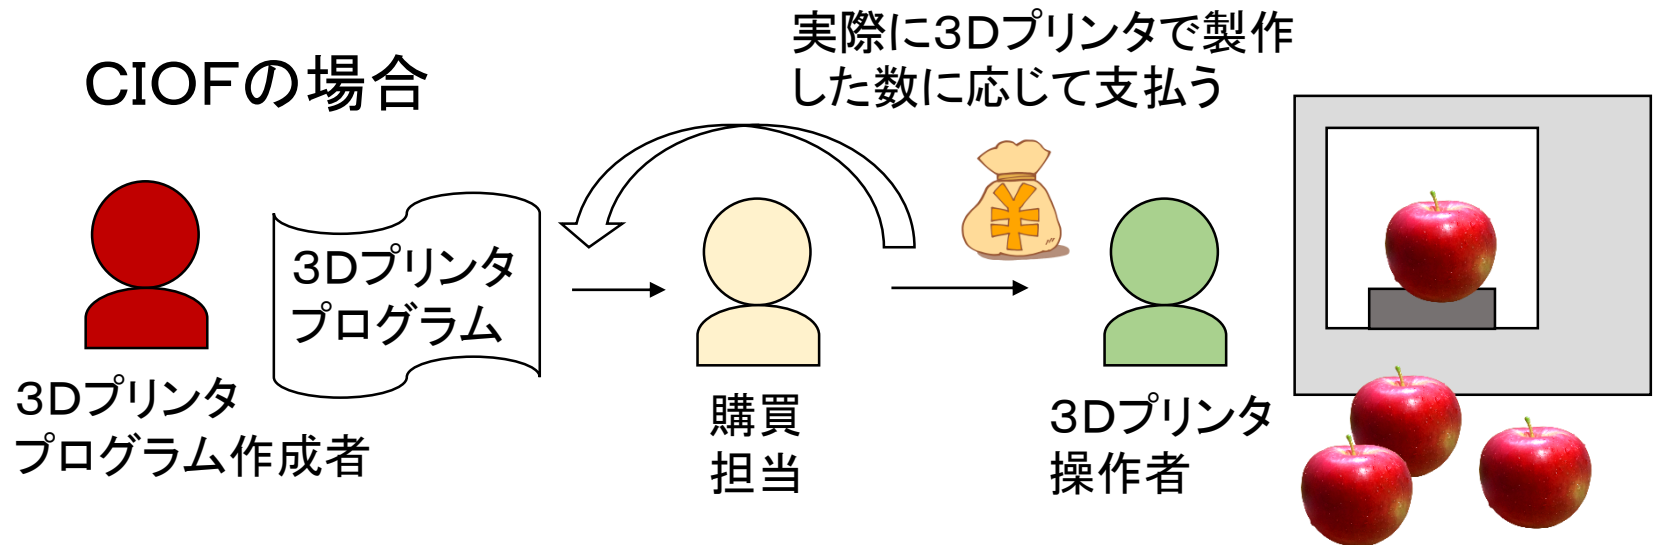 CIOFの場合
実際に3Dプリンタで製作
した数に応じて支払う
3Dプリンタ
プログラム
3Dプリンタ
プログラム作成者
購買
担当
3Dプリンタ
操作者